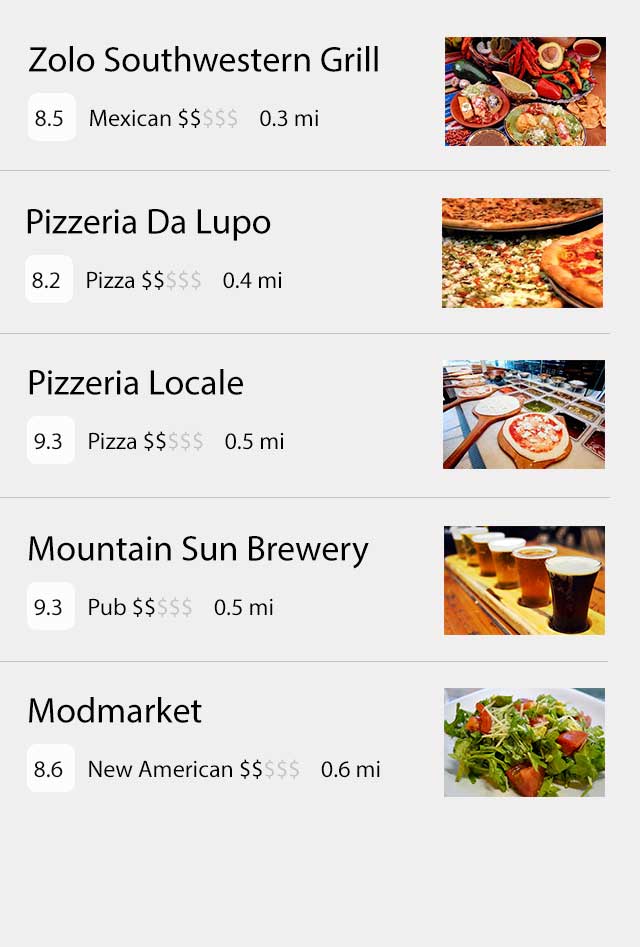 Zolo Southwestern Grill
8.5 Mexican $$$$$ 0.3 mi
Pizzeria Da Lupo
8.2 Pizza $$$$$ 0.4 mi
Pizzeria Locale
9.3 Pizza $$$$$ 0.5 mi
Mountain Sun Brewery
9.3 Pub $$$$$ 0.5 mi
Modmarket
8.6 New American $$$$$ 0.6 mi